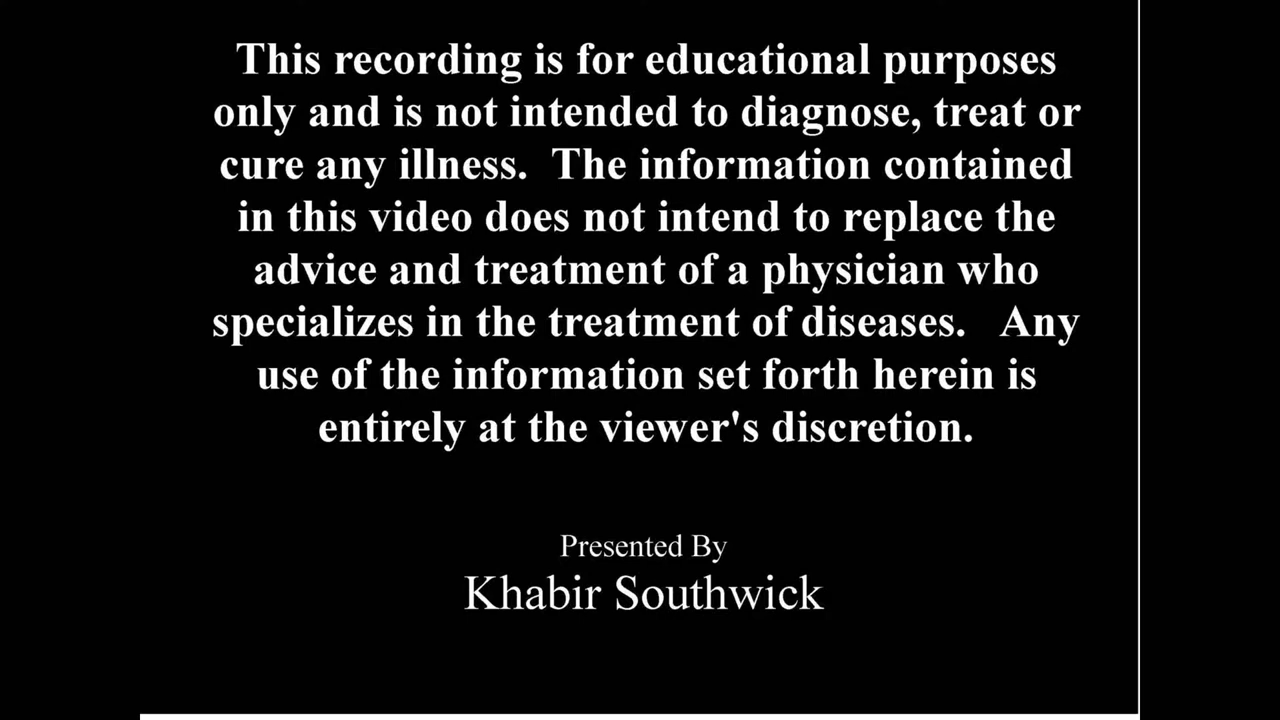 This recording is for educational purposes
only and is not intended to diagnose, treat or
cure any illness.  The information contained
in this video does not intend to replace the
advice and treatment of a physician who
specializes in the treatment of diseases.   Any
use of the information set forth herein is
entirely at the viewer's discretion.
Presented By
Khabir Southwick